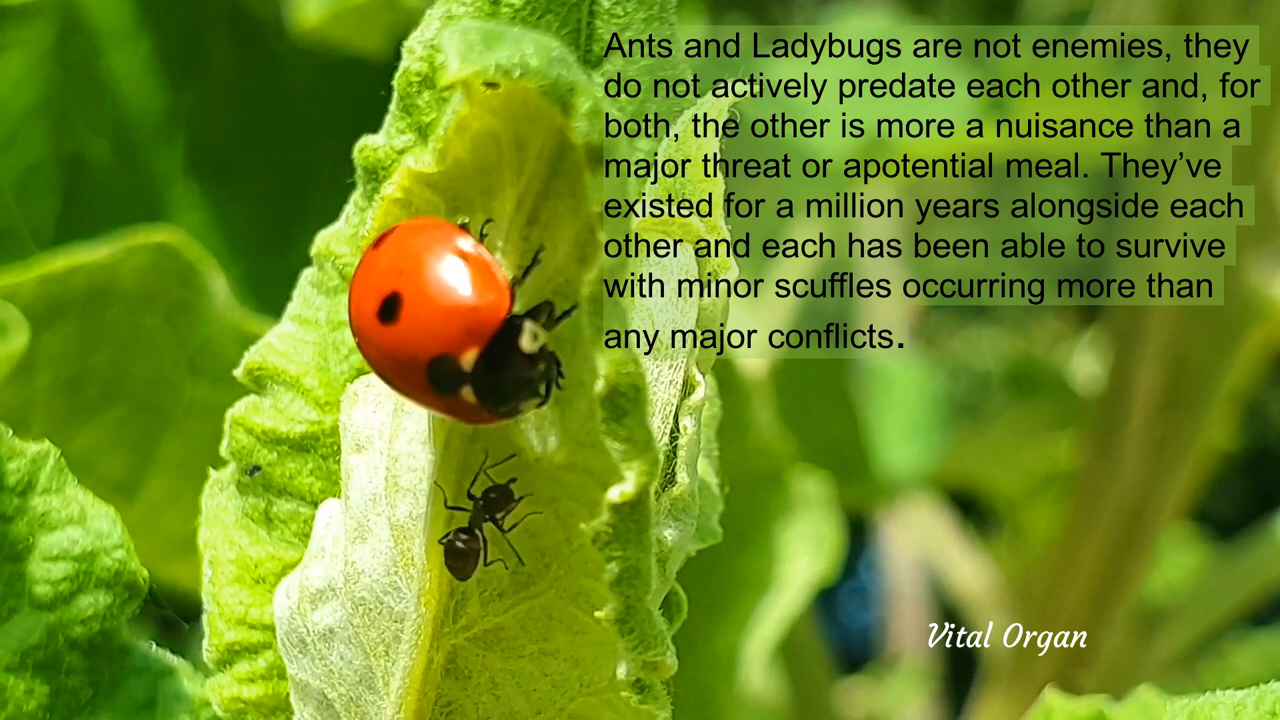 Ants and Ladybugs are not enemies, they
do not actively predate each other and, for
both, the other is more a nuisance than a
major threat or apotential meal. They’ve
existed for a million years alongside each
other and each has been able to survive
with minor scuffles occurring more than
any major conflicts.
Vital Organ